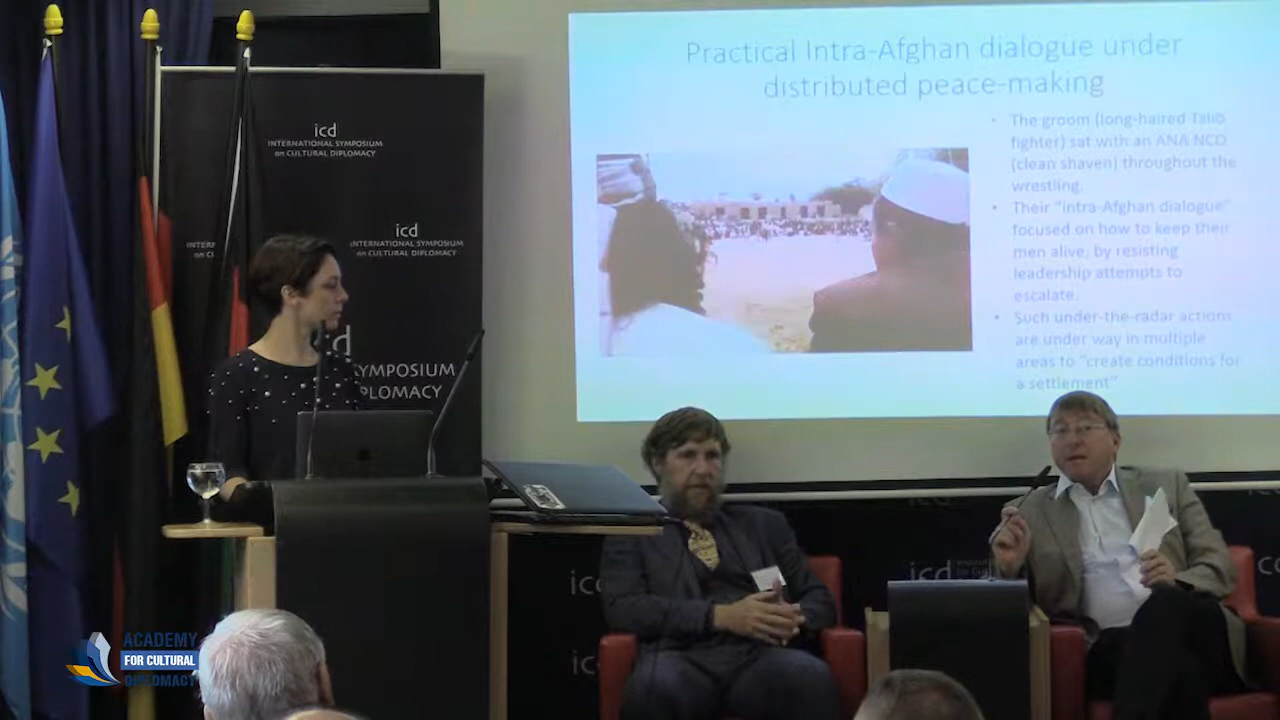 Practical Intra-Afghan dialogue under
distributed peace-making
• The groom (long-haired Talib
fighter) sat with an ANA NCO
(clean shaven) throughout the
wrestling.
• Their "intra-Afghan dialogue"
focused on how to keep their
men alive, by resisting
leadership attempts to
escalate.
• Such under-the-radar actions
are under way in multiple
areas to "create conditions for
a settlement"
icd
INTERNATIONAL SYMPOSIUM
on CULTURAL DIPLOMACY
icd
INTERNATIONAL SYMPOSIUM
on CULTURAL DIPLOMACY
INTER
on C
d
SYMPOSIUM
PLOMACY
icd
icd
icd
ACADEMY
FOR CULTURAL
DIPLOMACY